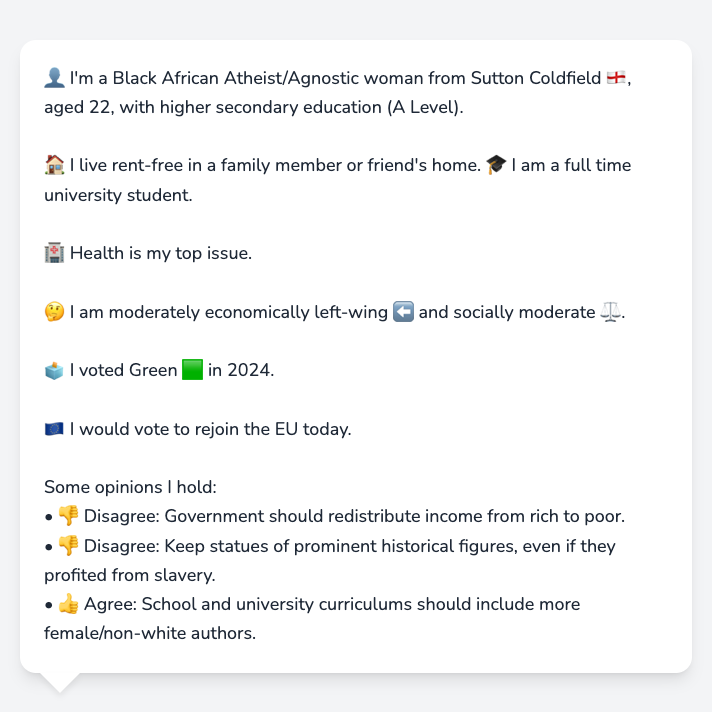 👤 I'm a Black African Atheist/Agnostic woman from Sutton Coldfield 🏴󠁧󠁢󠁥󠁮󠁧󠁿,
aged 22, with higher secondary education (A Level).
🏠 I live rent-free in a family member or friend's home. 🎓 I am a full time
university student.
🏥 Health is my top issue.
🤔 I am moderately economically left-wing ⬅️ and socially moderate ⚖️.
🗳️ I voted Green 🟩 in 2024.
🇪🇺 I would vote to rejoin the EU today.
Some opinions I hold:
• 👎 Disagree: Government should redistribute income from rich to poor.
• 👎 Disagree: Keep statues of prominent historical figures, even if they
profited from slavery.
• 👍 Agree: School and university curriculums should include more
female/non-white authors.